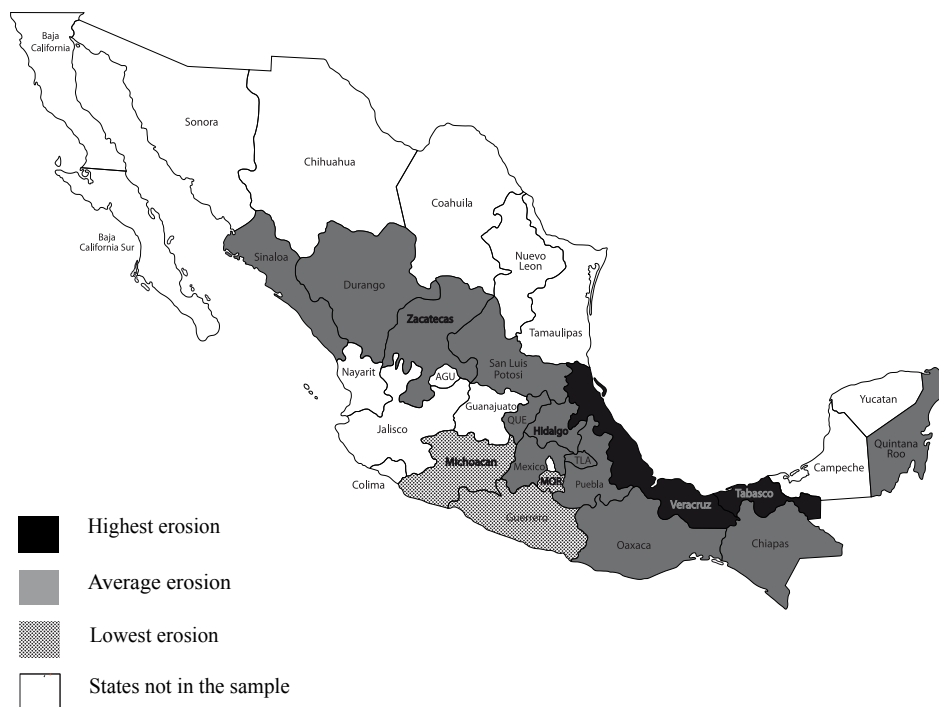 Baja
California
Sonora
Chihuahua
Coahuila
Baja
California Sur
Sinaloa
Nuevo
Leon
Durango
Zacatecas
Tamaulipas
San Luis
Potosi
Nayarit
AGU
Guanajuato
Yucatan
QUE
Jalisco
Hidalgo
Quintana
Roo
Michoacan
Mexico
TLA
Campeche
Colima
MOR
Puebla
Tabasco
Veracruz
Guerrero
Oaxaca
Chiapas
Highest erosion
Average erosion
Lowest erosion
States not in the sample